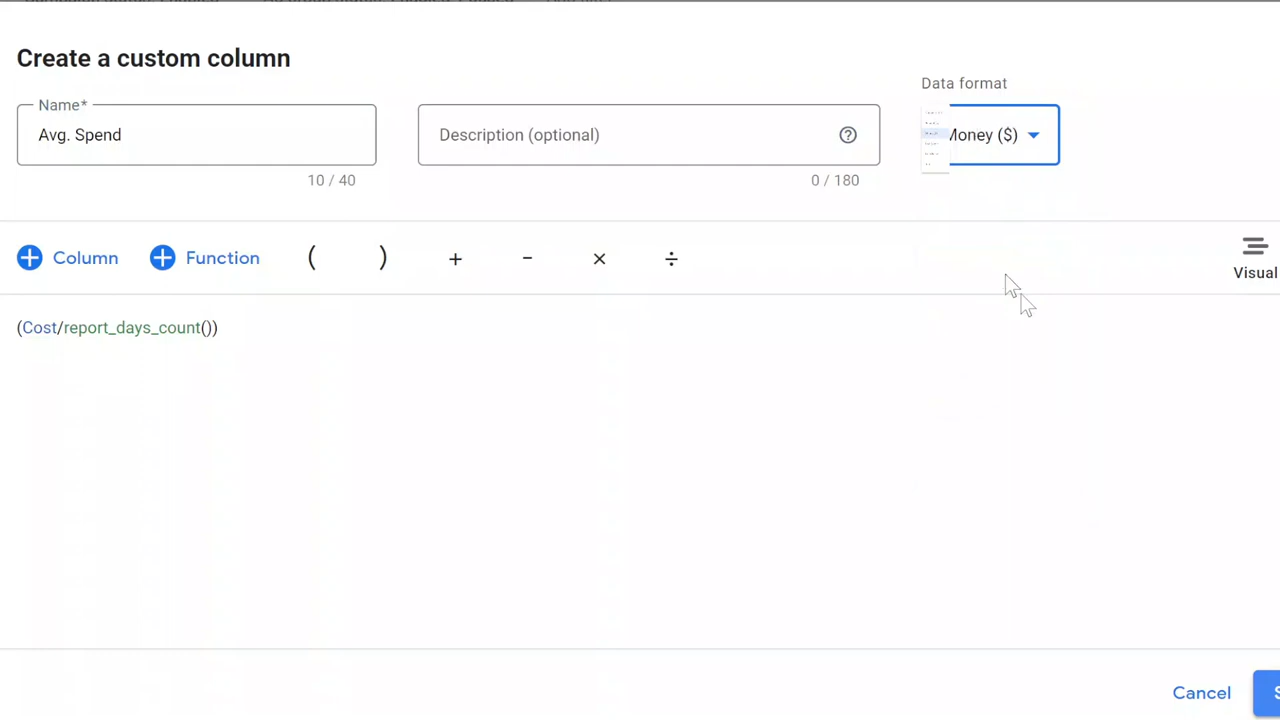 Create a custom column
Data format
Name*
Avg. Spend
Description (optional)
Money ($)
10 / 40
0 / 180
Column
Function
( ) + − × ÷
Visual
(Cost/report_days_count())
Cancel